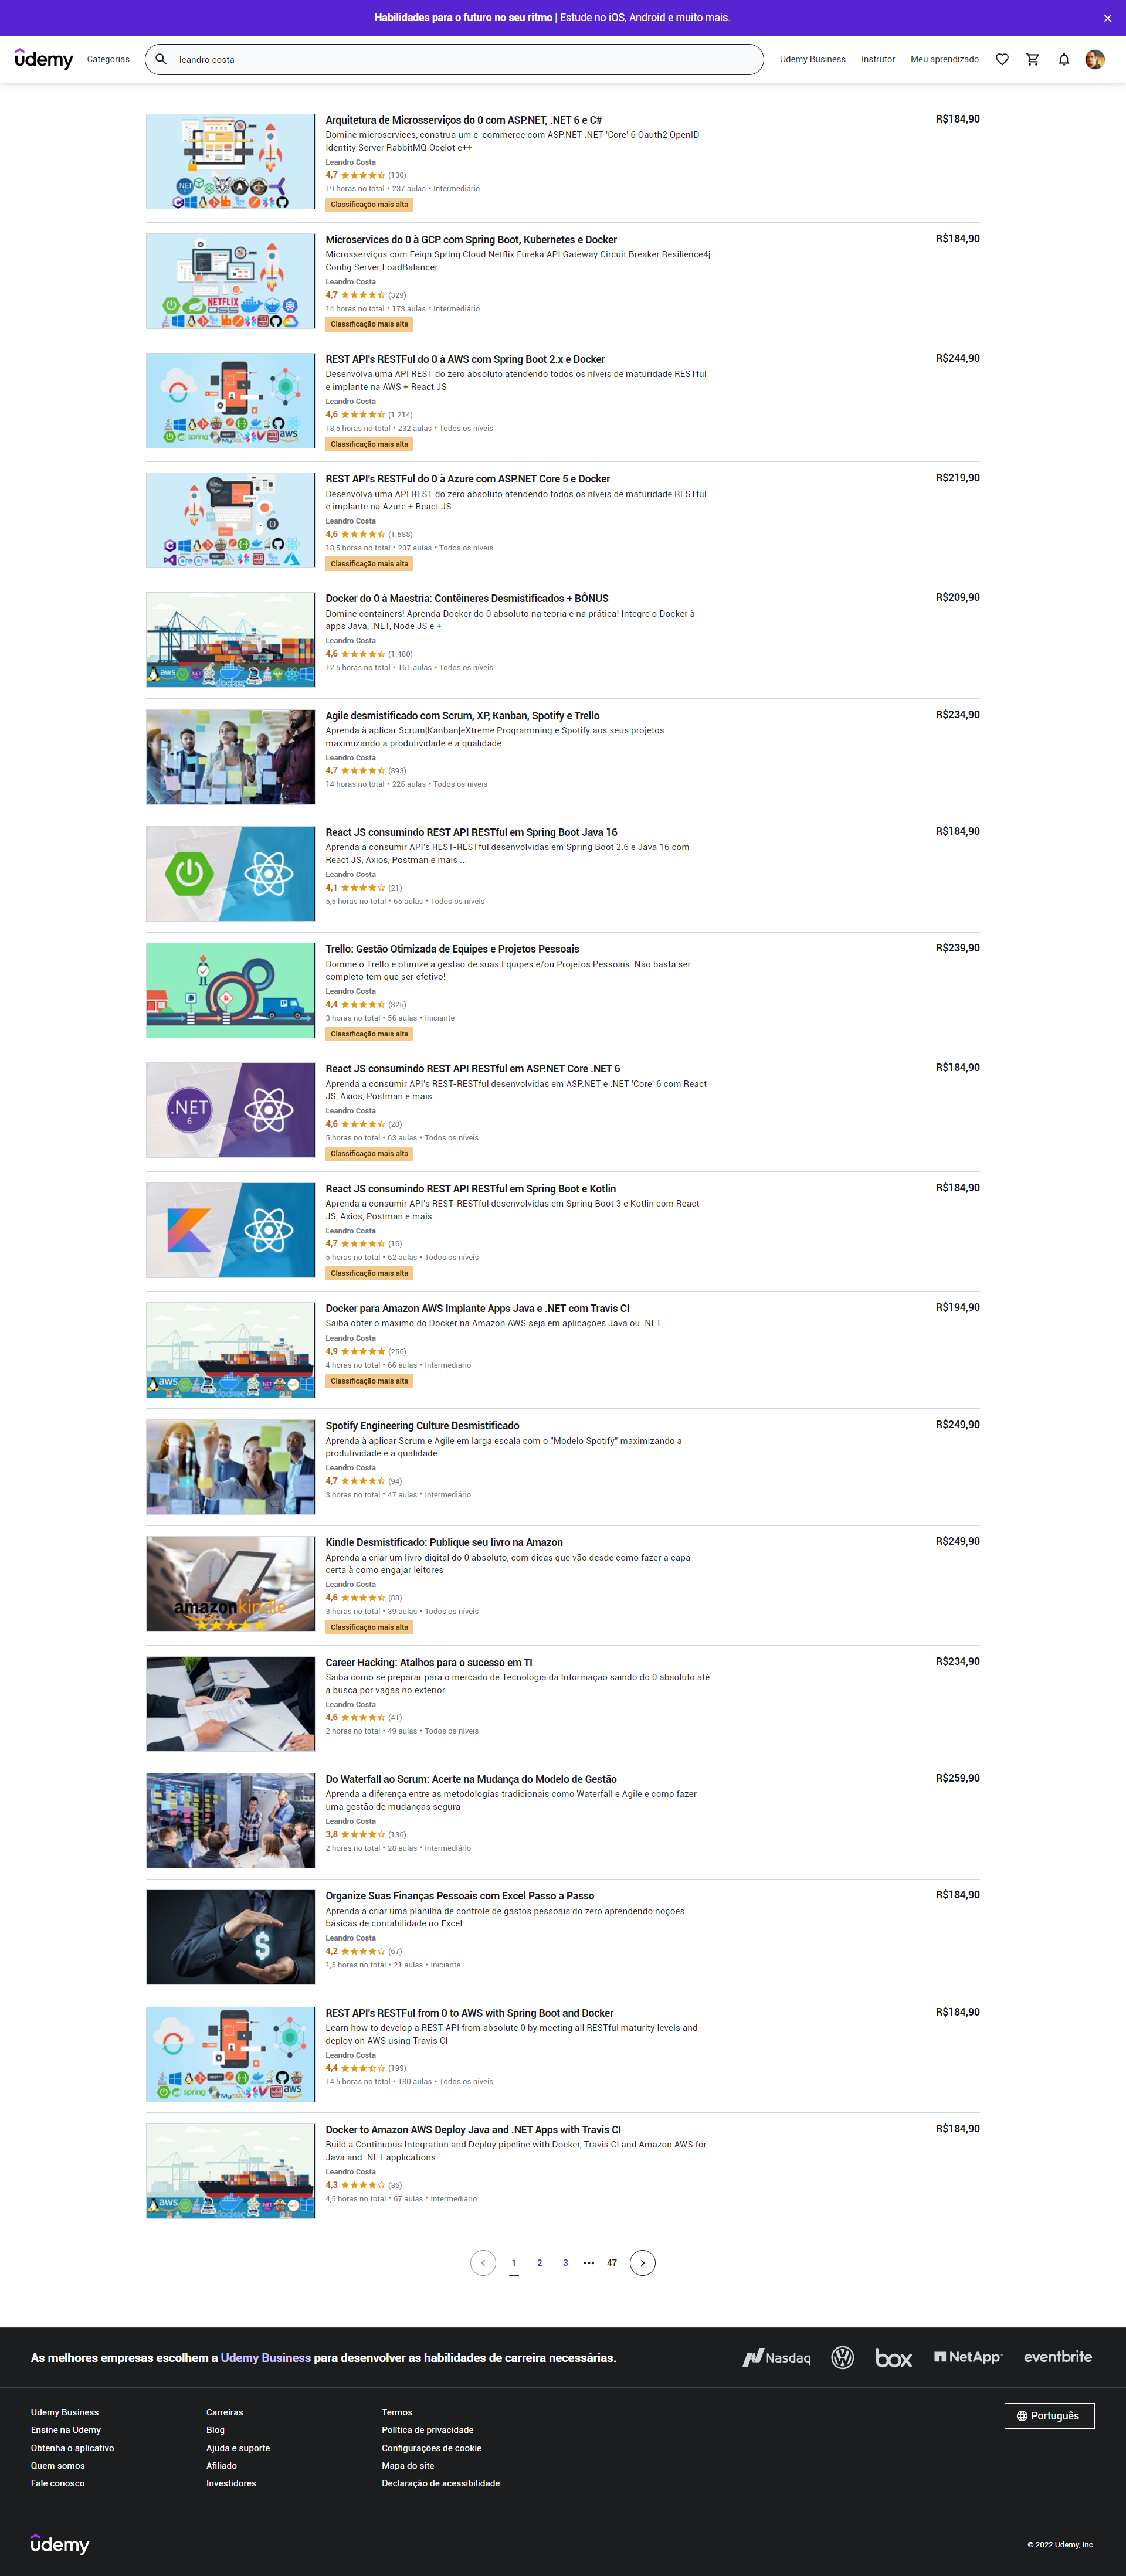 Habilidades para o futuro no seu ritmo | Estude no iOS, Android e muito mais.
udemy
Categorias
leandro costa
Udemy Business
Instrutor
Meu aprendizado
Arquitetura de Microsserviços do 0 com ASP.NET, .NET 6 e C#
R$184,90
Domine microservices, construa um e-commerce com ASP.NET .NET 'Core' 6 Oauth2 OpenID
Identity Server RabbitMQ Ocelot e++
Leandro Costa
4,7 (130)
19 horas no total • 237 aulas • Intermediário
Classificação mais alta
Microservices do 0 à GCP com Spring Boot, Kubernetes e Docker
R$184,90
Microsserviços com Feign Spring Cloud Netflix Eureka API Gateway Circuit Breaker Resilience4j
Config Server LoadBalancer
Leandro Costa
4,7 (329)
14 horas no total • 173 aulas • Intermediário
Classificação mais alta
NETFLIX
OSS
REST API's RESTFul do 0 à AWS com Spring Boot 2.x e Docker
R$244,90
Desenvolva uma API REST do zero absoluto atendendo todos os níveis de maturidade RESTful
e implante na AWS + React JS
Leandro Costa
4,6 (1.214)
18,5 horas no total • 232 aulas • Todos os níveis
Classificação mais alta
spring
MySQL
aws
REST API's RESTFul do 0 à Azure com ASP.NET Core 5 e Docker
R$219,90
Desenvolva uma API REST do zero absoluto atendendo todos os níveis de maturidade RESTful
e implante na Azure + React JS
Leandro Costa
4,6 (1.588)
18,5 horas no total • 237 aulas • Todos os níveis
Classificação mais alta
MySQL
Docker do 0 à Maestria: Contêineres Desmistificados + BÔNUS
R$209,90
Domine containers! Aprenda Docker do 0 absoluto na teoria e na prática! Integre o Docker à
apps Java, .NET, Node JS e +
Leandro Costa
4,6 (1.480)
12,5 horas no total • 161 aulas • Todos os níveis
aws
docker
Agile desmistificado com Scrum, XP, Kanban, Spotify e Trello
R$234,90
Aprenda à aplicar Scrum|Kanban|eXtreme Programming e Spotify aos seus projetos
maximizando a produtividade e a qualidade
Leandro Costa
4,7 (893)
14 horas no total • 226 aulas • Todos os níveis
React JS consumindo REST API RESTful em Spring Boot Java 16
R$184,90
Aprenda a consumir API's REST-RESTful desenvolvidas em Spring Boot 2.6 e Java 16 com
React JS, Axios, Postman e mais ...
Leandro Costa
4,1 (21)
5,5 horas no total • 65 aulas • Todos os níveis
Trello: Gestão Otimizada de Equipes e Projetos Pessoais
R$239,90
Domine o Trello e otimize a gestão de suas Equipes e/ou Projetos Pessoais. Não basta ser
completo tem que ser efetivo!
Leandro Costa
4,4 (825)
3 horas no total • 56 aulas • Iniciante
Classificação mais alta
React JS consumindo REST API RESTful em ASP.NET Core .NET 6
R$184,90
Aprenda a consumir API's REST-RESTful desenvolvidas em ASP.NET e .NET 'Core' 6 com React
JS, Axios, Postman e mais ...
Leandro Costa
4,6 (20)
5 horas no total • 63 aulas • Todos os níveis
Classificação mais alta
.NET
6
React JS consumindo REST API RESTful em Spring Boot e Kotlin
R$184,90
Aprenda a consumir API's REST-RESTful desenvolvidas em Spring Boot 3 e Kotlin com React
JS, Axios, Postman e mais ...
Leandro Costa
4,7 (16)
5 horas no total • 62 aulas • Todos os níveis
Classificação mais alta
Docker para Amazon AWS Implante Apps Java e .NET com Travis CI
R$194,90
Saiba obter o máximo do Docker na Amazon AWS seja em aplicações Java ou .NET
Leandro Costa
4,9 (256)
4 horas no total • 66 aulas • Intermediário
Classificação mais alta
aws
docker
Spotify Engineering Culture Desmistificado
R$249,90
Aprenda à aplicar Scrum e Agile em larga escala com o "Modelo Spotify" maximizando a
produtividade e a qualidade
Leandro Costa
4,7 (94)
3 horas no total • 47 aulas • Intermediário
Kindle Desmistificado: Publique seu livro na Amazon
R$249,90
Aprenda a criar um livro digital do 0 absoluto, com dicas que vão desde como fazer a capa
certa à como engajar leitores
Leandro Costa
4,6 (88)
3 horas no total • 39 aulas • Todos os níveis
Classificação mais alta
amazonkindle
Career Hacking: Atalhos para o sucesso em TI
R$234,90
Saiba como se preparar para o mercado de Tecnologia da Informação saindo do 0 absoluto até
a busca por vagas no exterior
Leandro Costa
4,6 (41)
2 horas no total • 49 aulas • Todos os níveis
Do Waterfall ao Scrum: Acerte na Mudança do Modelo de Gestão
R$259,90
Aprenda a diferença entre as metodologias tradicionais como Waterfall e Agile e como fazer
uma gestão de mudanças segura
Leandro Costa
3,8 (136)
2 horas no total • 28 aulas • Intermediário
Organize Suas Finanças Pessoais com Excel Passo a Passo
R$184,90
Aprenda a criar uma planilha de controle de gastos pessoais do zero aprendendo noções
básicas de contabilidade no Excel
Leandro Costa
4,2 (67)
1,5 horas no total • 21 aulas • Iniciante
$
REST API's RESTFul from 0 to AWS with Spring Boot and Docker
R$184,90
Learn how to develop a REST API from absolute 0 by meeting all RESTful maturity levels and
deploy on AWS using Travis CI
Leandro Costa
4,4 (199)
14,5 horas no total • 180 aulas • Todos os níveis
spring
MySQL
aws
Docker to Amazon AWS Deploy Java and .NET Apps with Travis CI
R$184,90
Build a Continuous Integration and Deploy pipeline with Docker, Travis CI and Amazon AWS for
Java and .NET applications
Leandro Costa
4,3 (36)
4,5 horas no total • 67 aulas • Intermediário
aws
docker
1 2 3 ••• 47
As melhores empresas escolhem a Udemy Business para desenvolver as habilidades de carreira necessárias.
Nasdaq
box
NetApp
eventbrite
Udemy Business
Ensine na Udemy
Obtenha o aplicativo
Quem somos
Fale conosco
Carreiras
Blog
Ajuda e suporte
Afiliado
Investidores
Termos
Política de privacidade
Configurações de cookie
Mapa do site
Declaração de acessibilidade
Português
udemy
© 2022 Udemy, Inc.